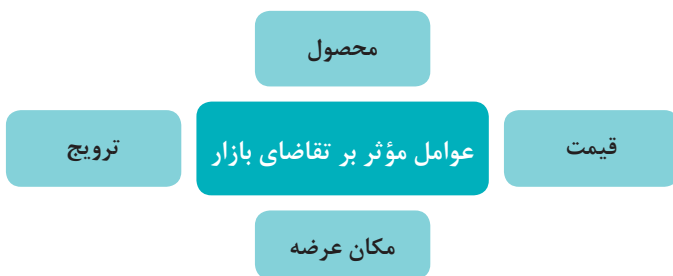 محصول
قیمت
عوامل مؤثر بر تقاضای بازار
ترویج
مکان عرضه